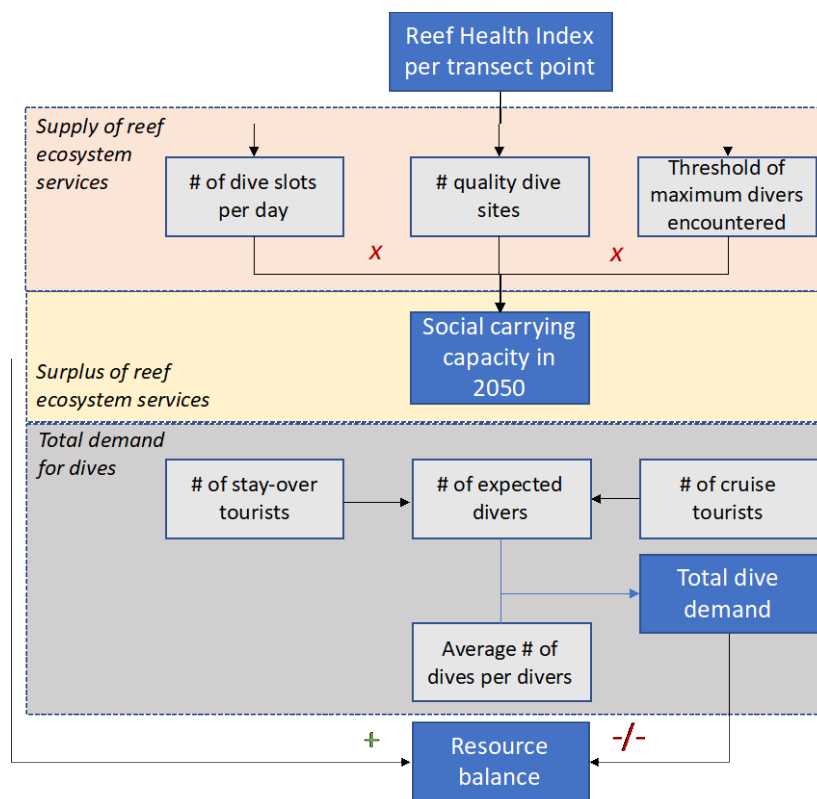 Reef Health Index
per transect point
Supply of reef
ecosystem
services
# of dive slots
per day
# quality dive
sites
Threshold of
maximum divers
encountered
x
x
Social carrying
capacity in
2050
Surplus of reef
ecosystem services
Total demand
for dives
# of stay-over
tourists
# of expected
divers
# of cruise
tourists
Total dive
demand
Average # of
dives per divers
+
Resource
balance
-/-